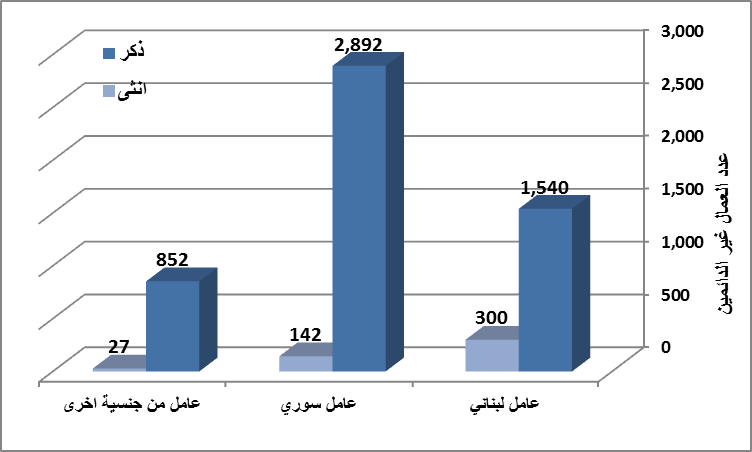 ذكر
انثى
3,000
2,500
2,000
1,500
1,000
500
0
عدد العمال غير الدائمين
1,540
300
2,892
142
852
27
عامل لبناني
عامل سوري
عامل من جنسية اخرى